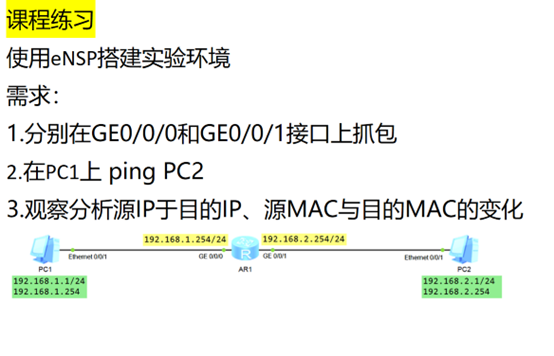 课程练习
使用eNSP搭建实验环境
需求：
1.分别在GE0/0/0和GE0/0/1接口上抓包
2.在PC1上 ping PC2
3.观察分析源IP于目的IP、源MAC与目的MAC的变化
192.168.1.254/24
192.168.2.254/24
Ethernet 0/0/1
GE 0/0/0
GE 0/0/1
Ethernet 0/0/1
R
PC1
AR1
PC2
192.168.1.1/24
192.168.1.254
192.168.2.1/24
192.168.2.254